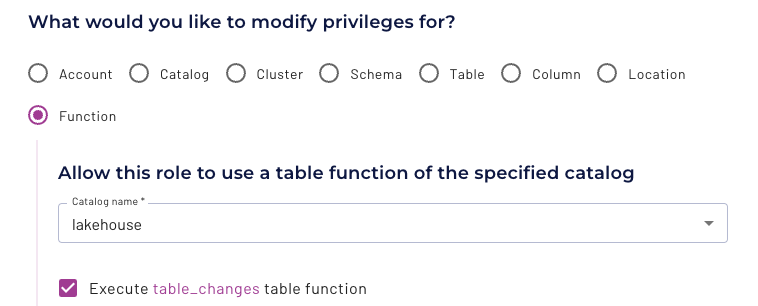 What would you like to modify privileges for?
Account Catalog Cluster Schema Table Column Location
Function
Allow this role to use a table function of the specified catalog
Catalog name *
lakehouse
Execute table_changes table function